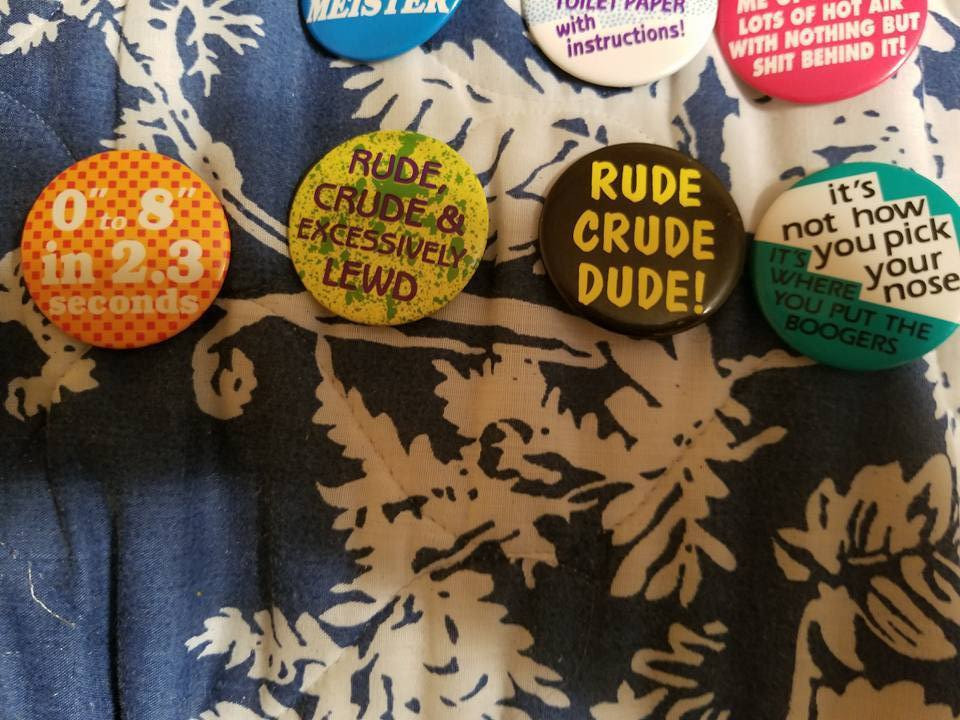 MEISTER!
TOILET PAPER
with
instructions!
LOTS OF HOT AIR
WITH NOTHING BUT
SHIT BEHIND IT!
0" to 8"
in 2.3
seconds
RUDE,
CRUDE &
EXCESSIVELY
LEWD
RUDE
CRUDE
DUDE!
it's
not how
you pick
your
nose
IT'S
WHERE
YOU PUT THE
BOOGERS